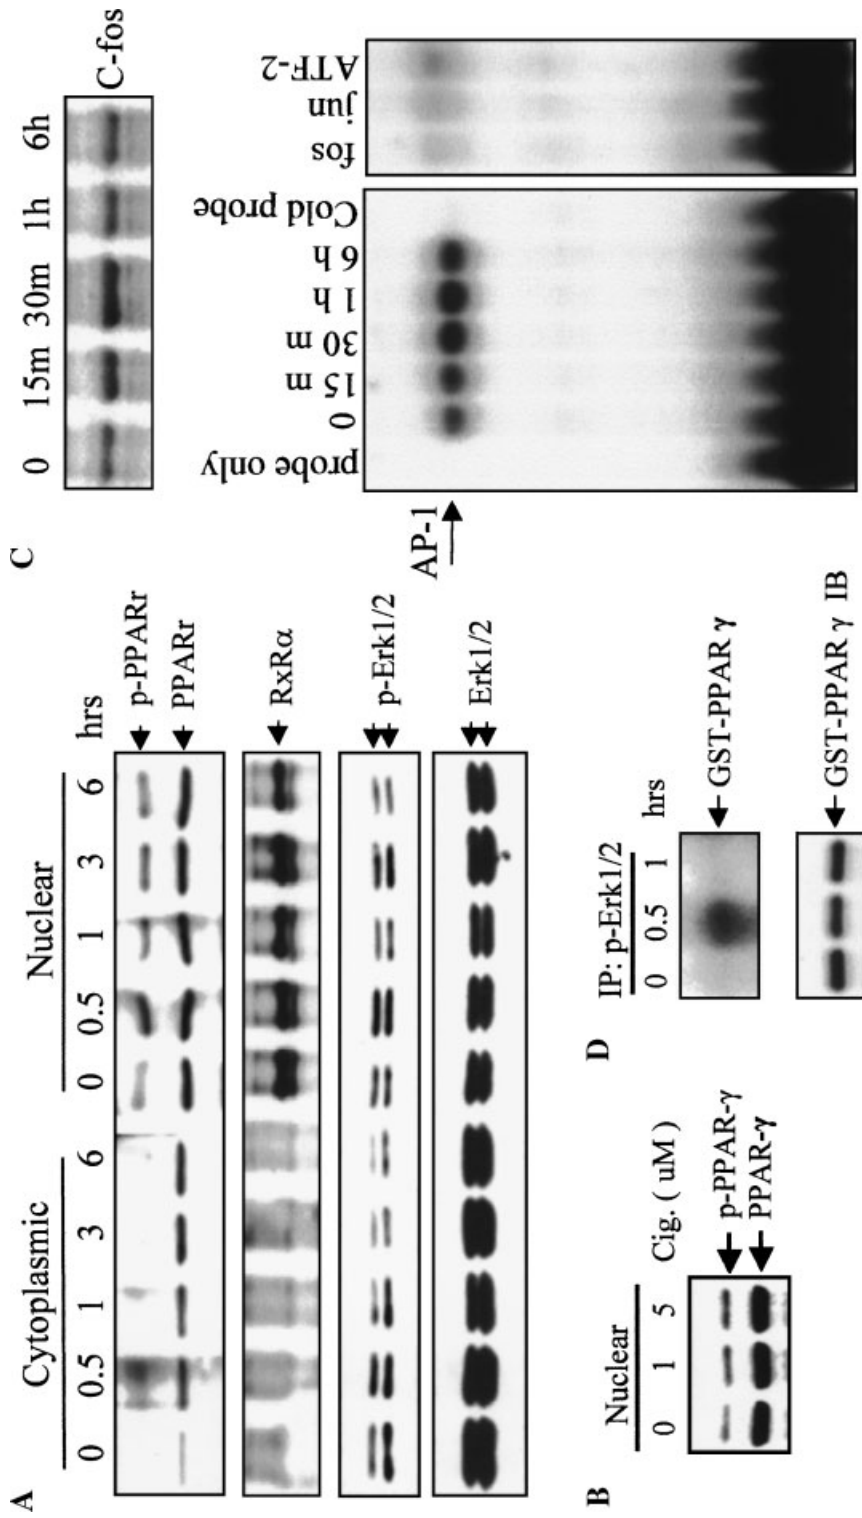 A
Cytoplasmic Nuclear
0 0.5 1 3 6 0 0.5 1 3 6 hrs
p-PPARr
PPARr
RxRα
p-Erk1/2
Erk1/2
B
Nuclear
0 1 5 Cig. ( uM )
p-PPAR-γ
PPAR-γ
C
0 15m 30m 1h 6h
C-fos
probe only
0
15 m
30 m
1 h
6 h
Cold probe
fos
jun
ATF-2
AP-1
D
IP: p-Erk1/2
0 0.5 1 hrs
GST-PPAR γ
GST-PPAR γ IB